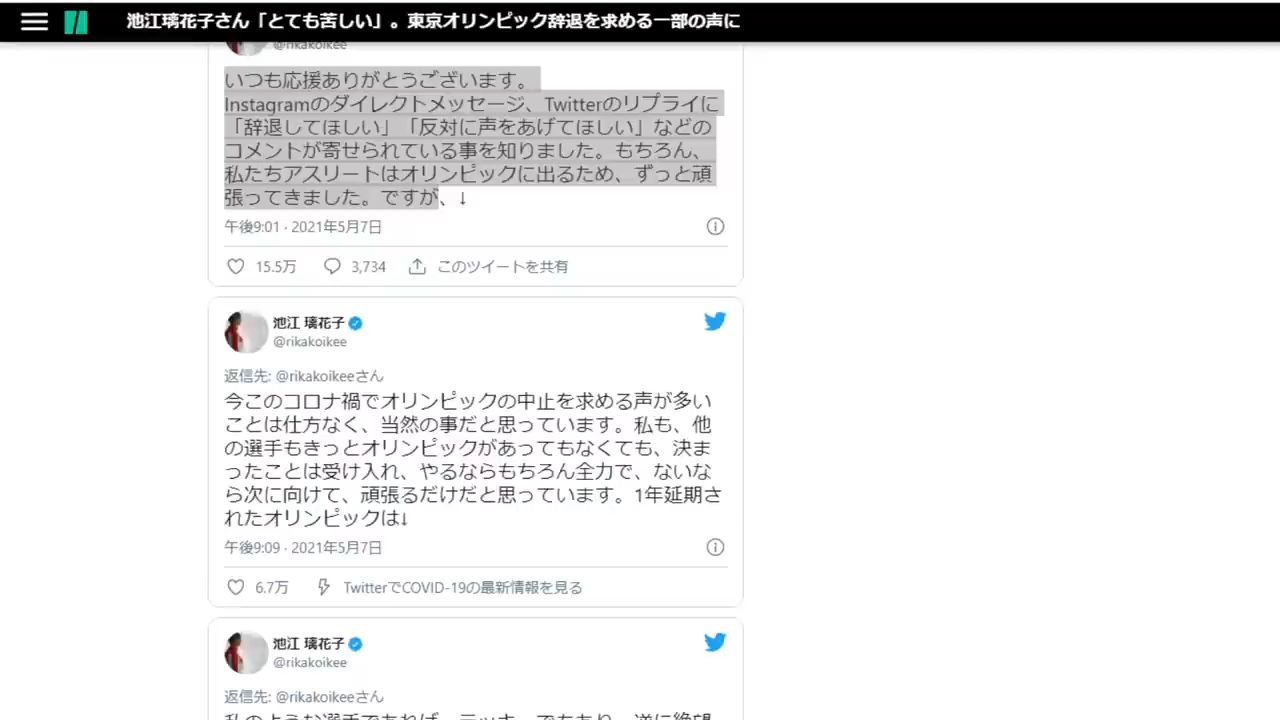 池江璃花子さん「とても苦しい」。東京オリンピック辞退を求める一部の声に
@rikakoikee
いつも応援ありがとうございます。
Instagramのダイレクトメッセージ、Twitterのリプライに
「辞退してほしい」「反対に声をあげてほしい」などの
コメントが寄せられている事を知りました。もちろん、
私たちアスリートはオリンピックに出るため、ずっと頑
張ってきました。ですが、↓
午後9:01 · 2021年5月7日
15.5万 3,734 このツイートを共有
池江 璃花子
@rikakoikee
返信先: @rikakoikeeさん
今このコロナ禍でオリンピックの中止を求める声が多い
ことは仕方なく、当然の事だと思っています。私も、他
の選手もきっとオリンピックがあってもなくても、決ま
ったことは受け入れ、やるならもちろん全力で、ないな
ら次に向けて、頑張るだけだと思っています。1年延期さ
れたオリンピックは↓
午後9:09 · 2021年5月7日
6.7万 TwitterでCOVID-19の最新情報を見る
池江 璃花子
@rikakoikee
返信先: @rikakoikeeさん